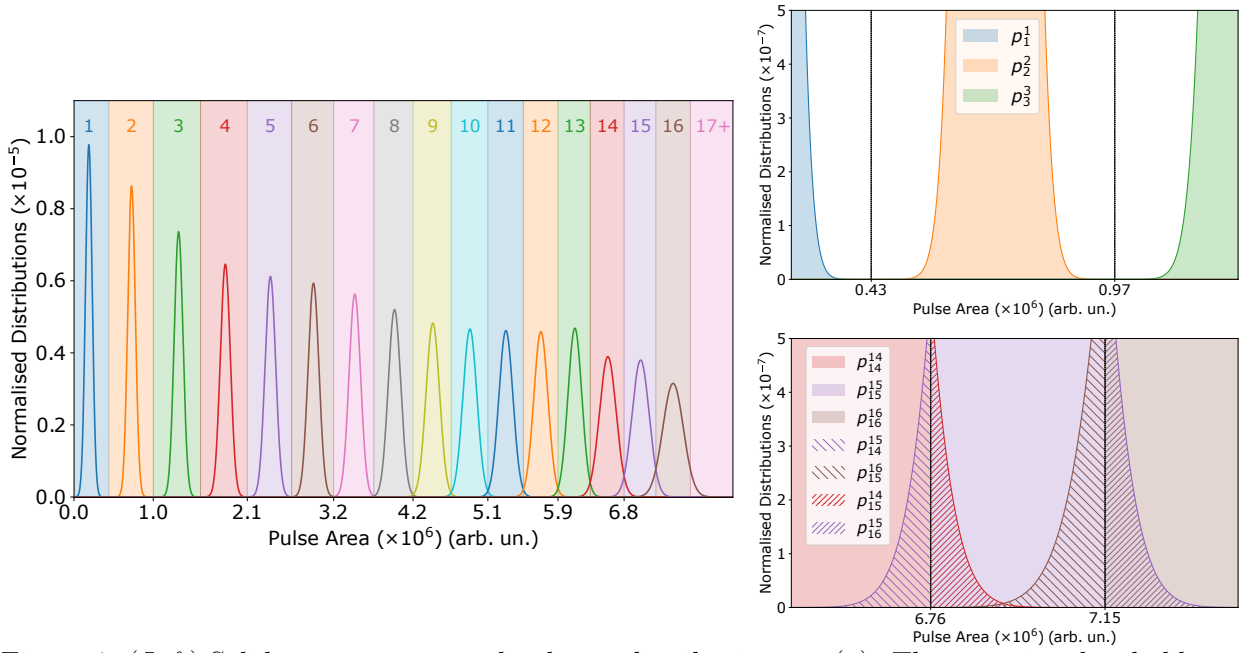 1 2 3 4 5 6 7 8 9 10 11 12 13 14 15 16 17+
Normalised Distributions (×10⁻⁵)
1.0
0.8
0.6
0.4
0.2
0.0
0.0 1.0 2.1 3.2 4.2 5.1 5.9 6.8
Pulse Area (×10⁶) (arb. un.)
Normalised Distributions (×10⁻⁷)
5
4
3
2
1
0
p₁¹
p₂²
p₃³
0.43 0.97
Pulse Area (×10⁶) (arb. un.)
Normalised Distributions (×10⁻⁷)
5
4
3
2
1
0
p₁₄¹⁴
p₁₅¹⁵
p₁₆¹⁶
p₁₄¹⁵
p₁₅¹⁶
p₁₅¹⁴
p₁₆¹⁵
6.76 7.15
Pulse Area (×10⁶) (arb. un.)